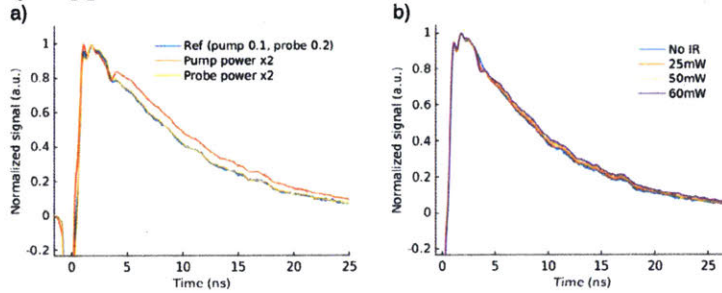 a)
Normalized signal (a.u.)
1
0.8
0.6
0.4
0.2
0
-0.2
0
5
10
15
20
25
Time (ns)
Ref (pump 0.1, probe 0.2)
Pump power x2
Probe power x2
b)
Normalized signal (a.u.)
1
0.8
0.6
0.4
0.2
0
-0.2
0
5
10
15
20
25
Time (ns)
No IR
25mW
50mW
60mW